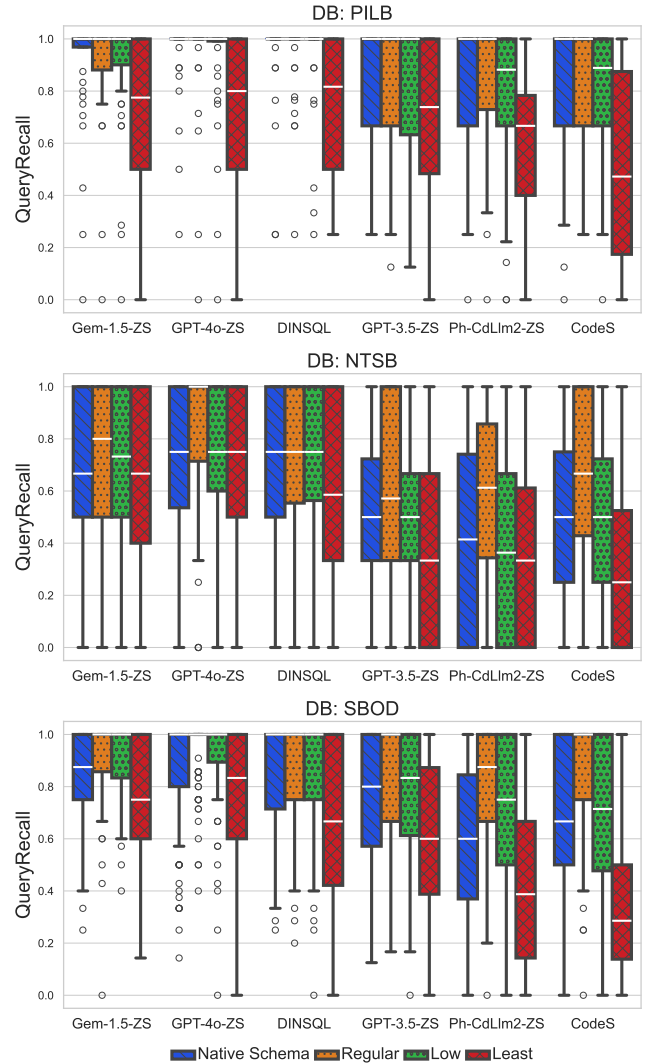 DB: PILB
QueryRecall
1.0
0.8
0.6
0.4
0.2
0.0
Gem-1.5-ZS GPT-4o-ZS DINSQL GPT-3.5-ZS Ph-CdLlm2-ZS CodeS
DB: NTSB
QueryRecall
1.0
0.8
0.6
0.4
0.2
0.0
Gem-1.5-ZS GPT-4o-ZS DINSQL GPT-3.5-ZS Ph-CdLlm2-ZS CodeS
DB: SBOD
QueryRecall
1.0
0.8
0.6
0.4
0.2
0.0
Gem-1.5-ZS GPT-4o-ZS DINSQL GPT-3.5-ZS Ph-CdLlm2-ZS CodeS
Native Schema Regular Low Least